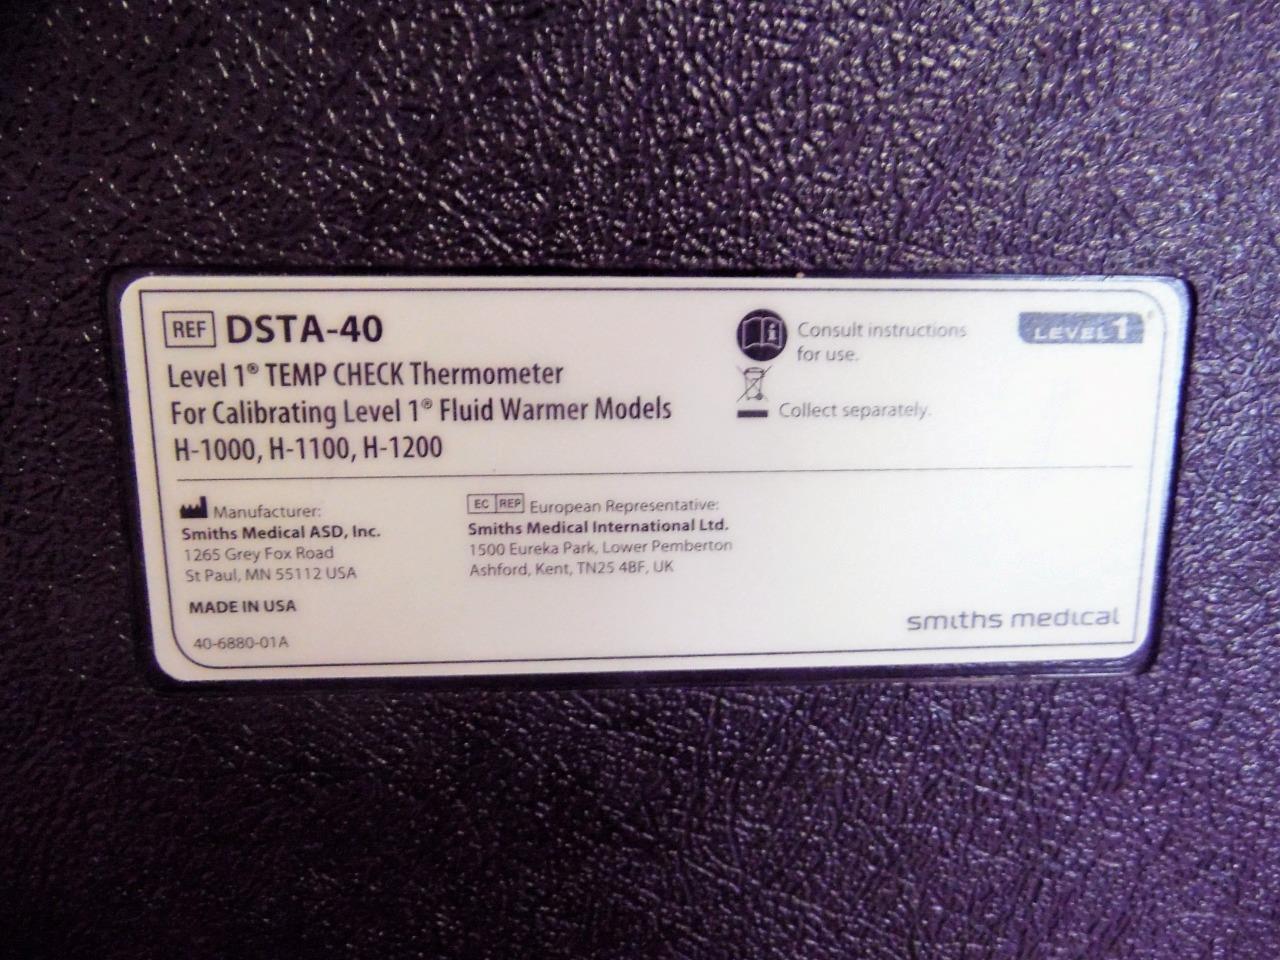 REF DSTA-40
Level 1® TEMP CHECK Thermometer
For Calibrating Level 1® Fluid Warmer Models
H-1000, H-1100, H-1200
Consult instructions
for use.
Collect separately.
LEVEL 1®
Manufacturer:
Smiths Medical ASD, Inc.
1265 Grey Fox Road
St Paul, MN 55112 USA
MADE IN USA
40-6880-01A
EC REP European Representative:
Smiths Medical International Ltd.
1500 Eureka Park, Lower Pemberton
Ashford, Kent, TN25 4BF, UK
smiths medical